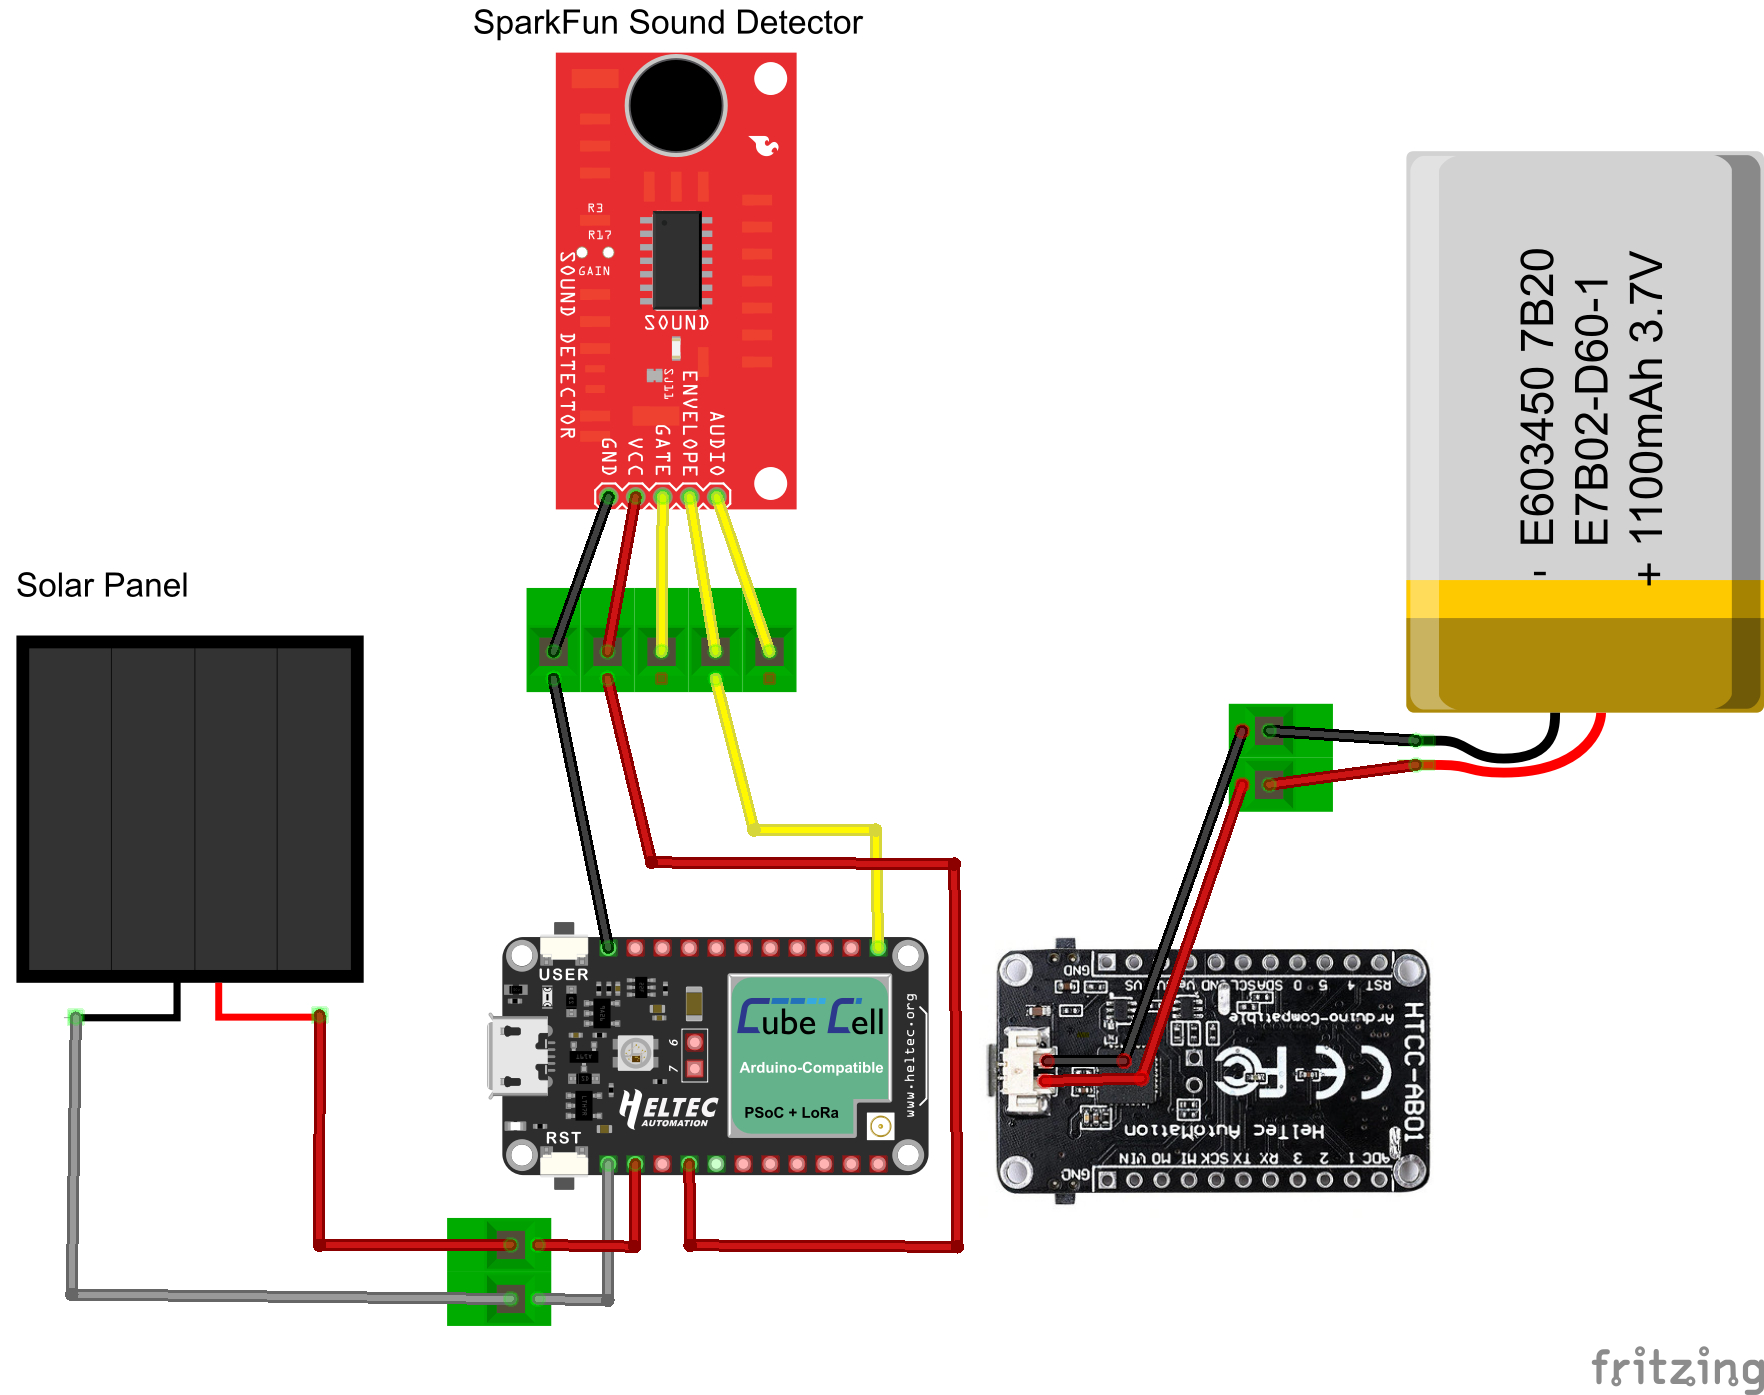 SparkFun Sound Detector
R3
R17
GAIN
SOUND DETECTOR
SOUND
SJ1
GND
VCC
GATE
ENVELOPE
AUDIO
- E603450 7B20
E7B02-D60-1
+ 1100mAh 3.7V
Solar Panel
USER
RST
6
7
HELTEC
AUTOMATION
Cube Cell
Arduino-Compatible
PSoC + LoRa
www.heltec.org
GND
VS
SDA
SCL
0
5
4
RST
Arduino-Compatible
HTCC-AB01
CE FC
HelTec AutoMation
GND
VIN
MO
MI
SCK
TX
RX
3
2
1
ADC
fritzing